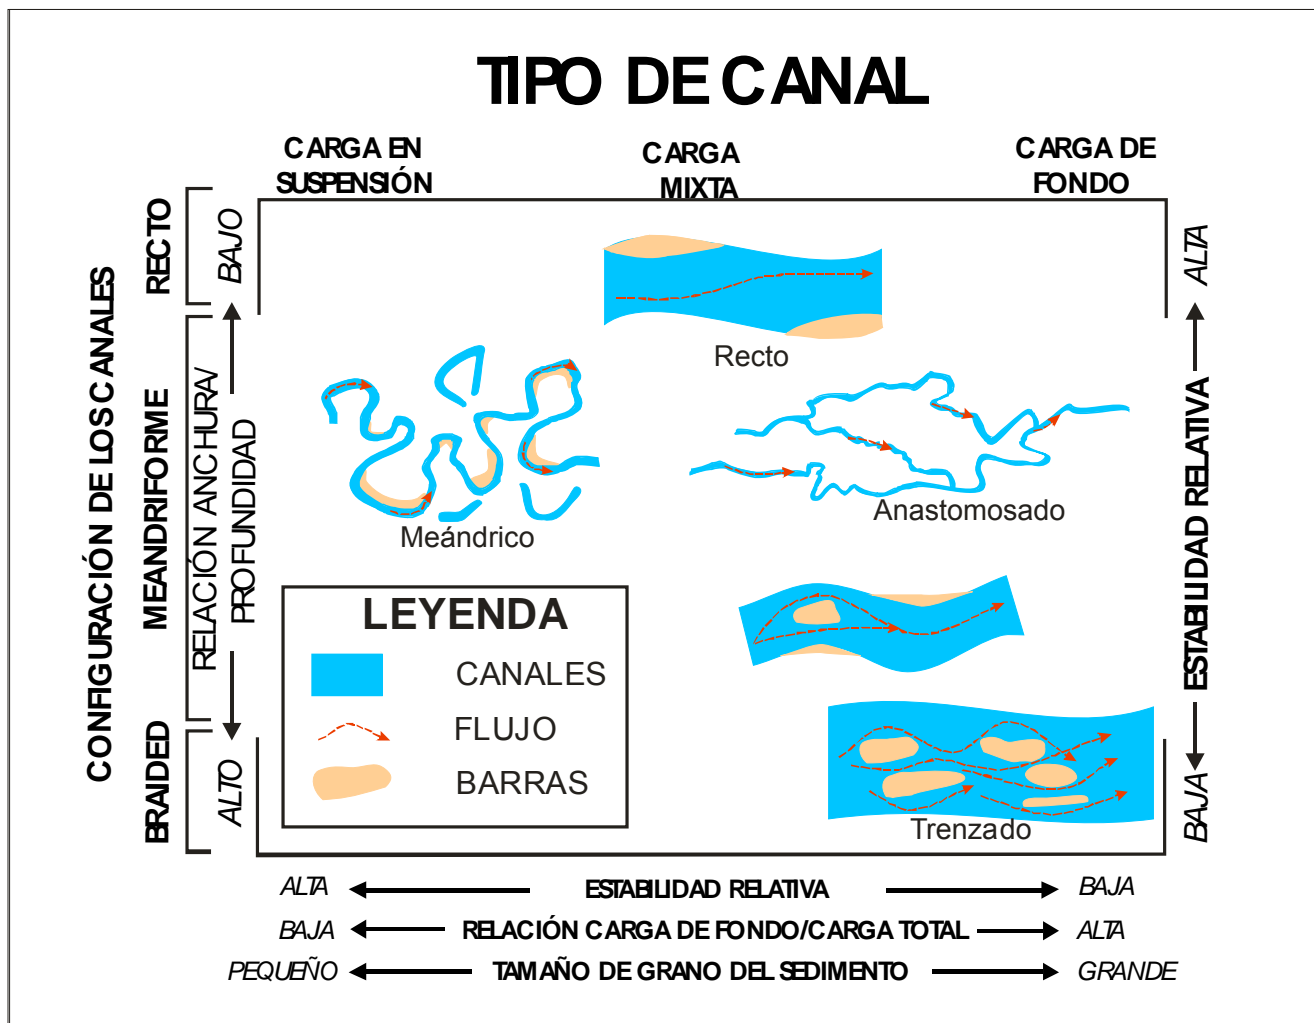 TIPO DE CANAL
CARGA EN
SUSPENSIÓN
CARGA
MIXTA
CARGA DE
FONDO
CONFIGURACIÓN DE LOS CANALES
RECTO
MEANDRIFORME
BRAIDED
BAJO
RELACIÓN ANCHURA/
PROFUNDIDAD
ALTO
Recto
Meándrico
Anastomosado
Trenzado
LEYENDA
CANALES
FLUJO
BARRAS
ALTA
ESTABILIDAD RELATIVA
BAJA
ALTA ESTABILIDAD RELATIVA BAJA
BAJA RELACIÓN CARGA DE FONDO/CARGA TOTAL ALTA
PEQUEÑO TAMAÑO DE GRANO DEL SEDIMENTO GRANDE